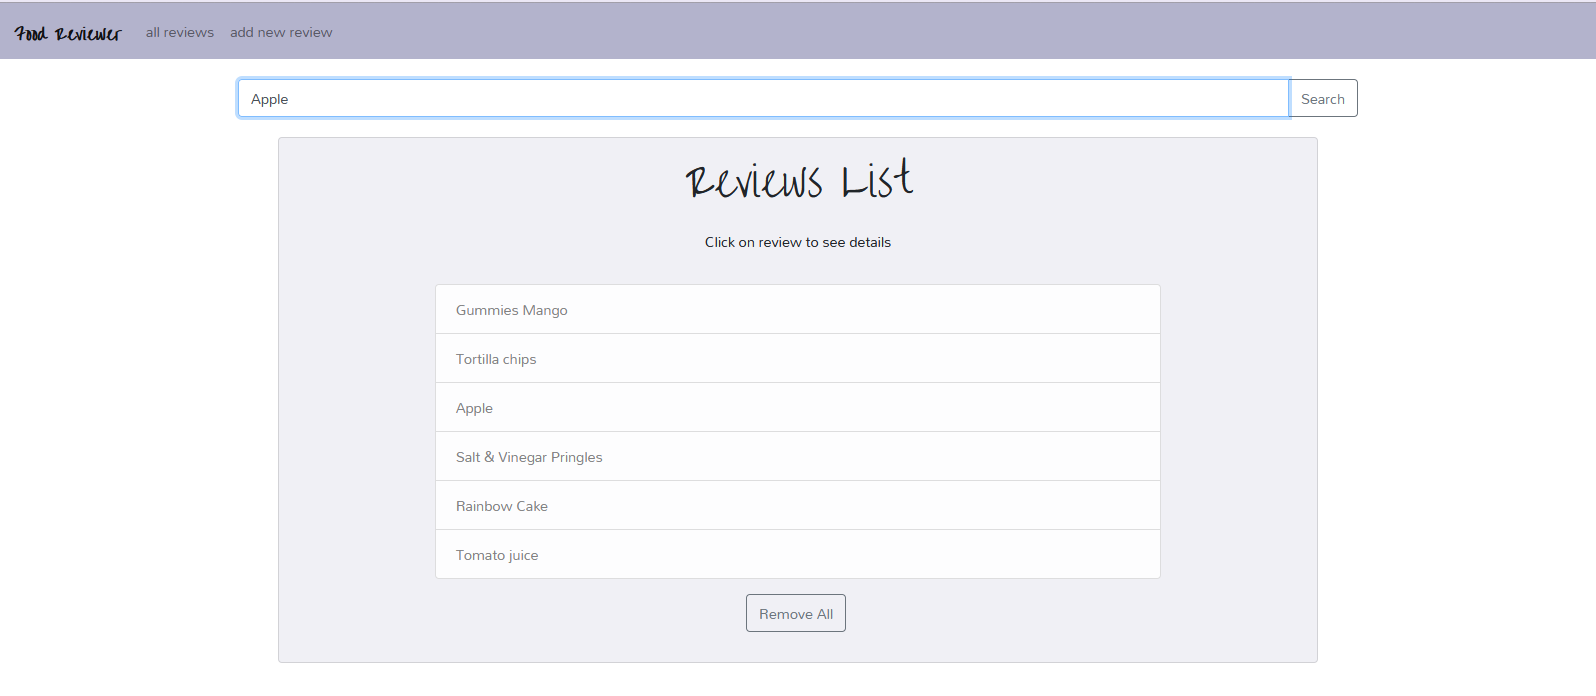 Food Reviewer all reviews add new review
Apple Search
Reviews List
Click on review to see details
Gummies Mango
Tortilla chips
Apple
Salt & Vinegar Pringles
Rainbow Cake
Tomato juice
Remove All